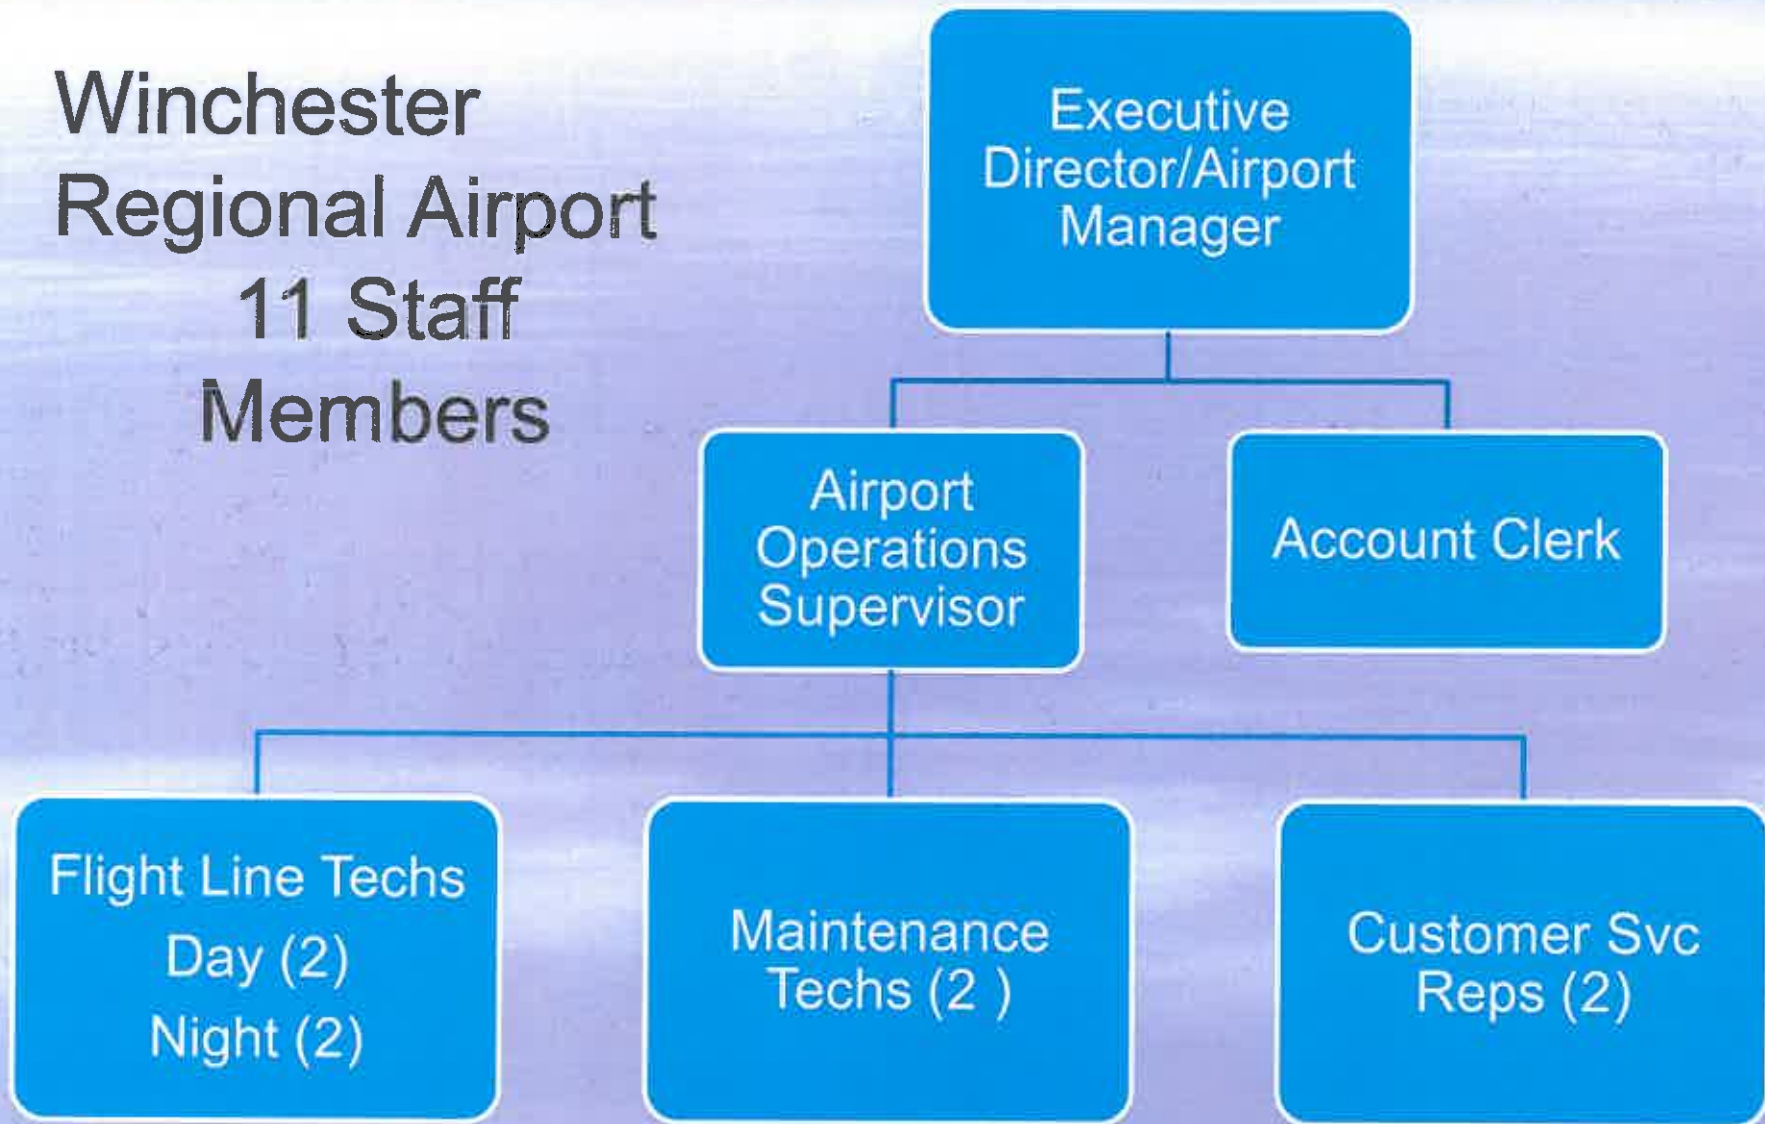 Winchester
Regional Airport
11 Staff
Members
Executive
Director/Airport
Manager
Airport
Operations
Supervisor
Account Clerk
Flight Line Techs
Day (2)
Night (2)
Maintenance
Techs (2 )
Customer Svc
Reps (2)